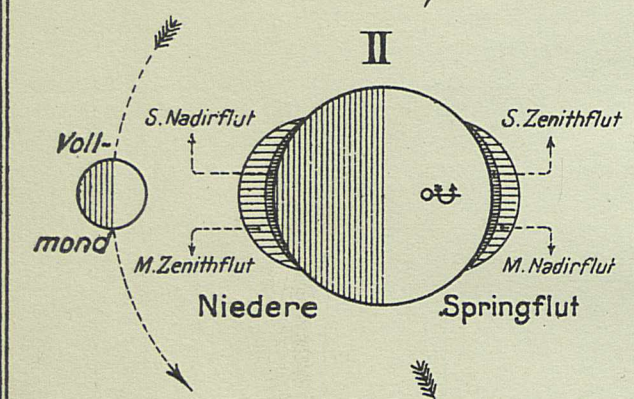 II
S.Nadirflut
S.Zenithflut
Voll-
mond
M.Zenithflut
M.Nadirflut
Niedere Springflut